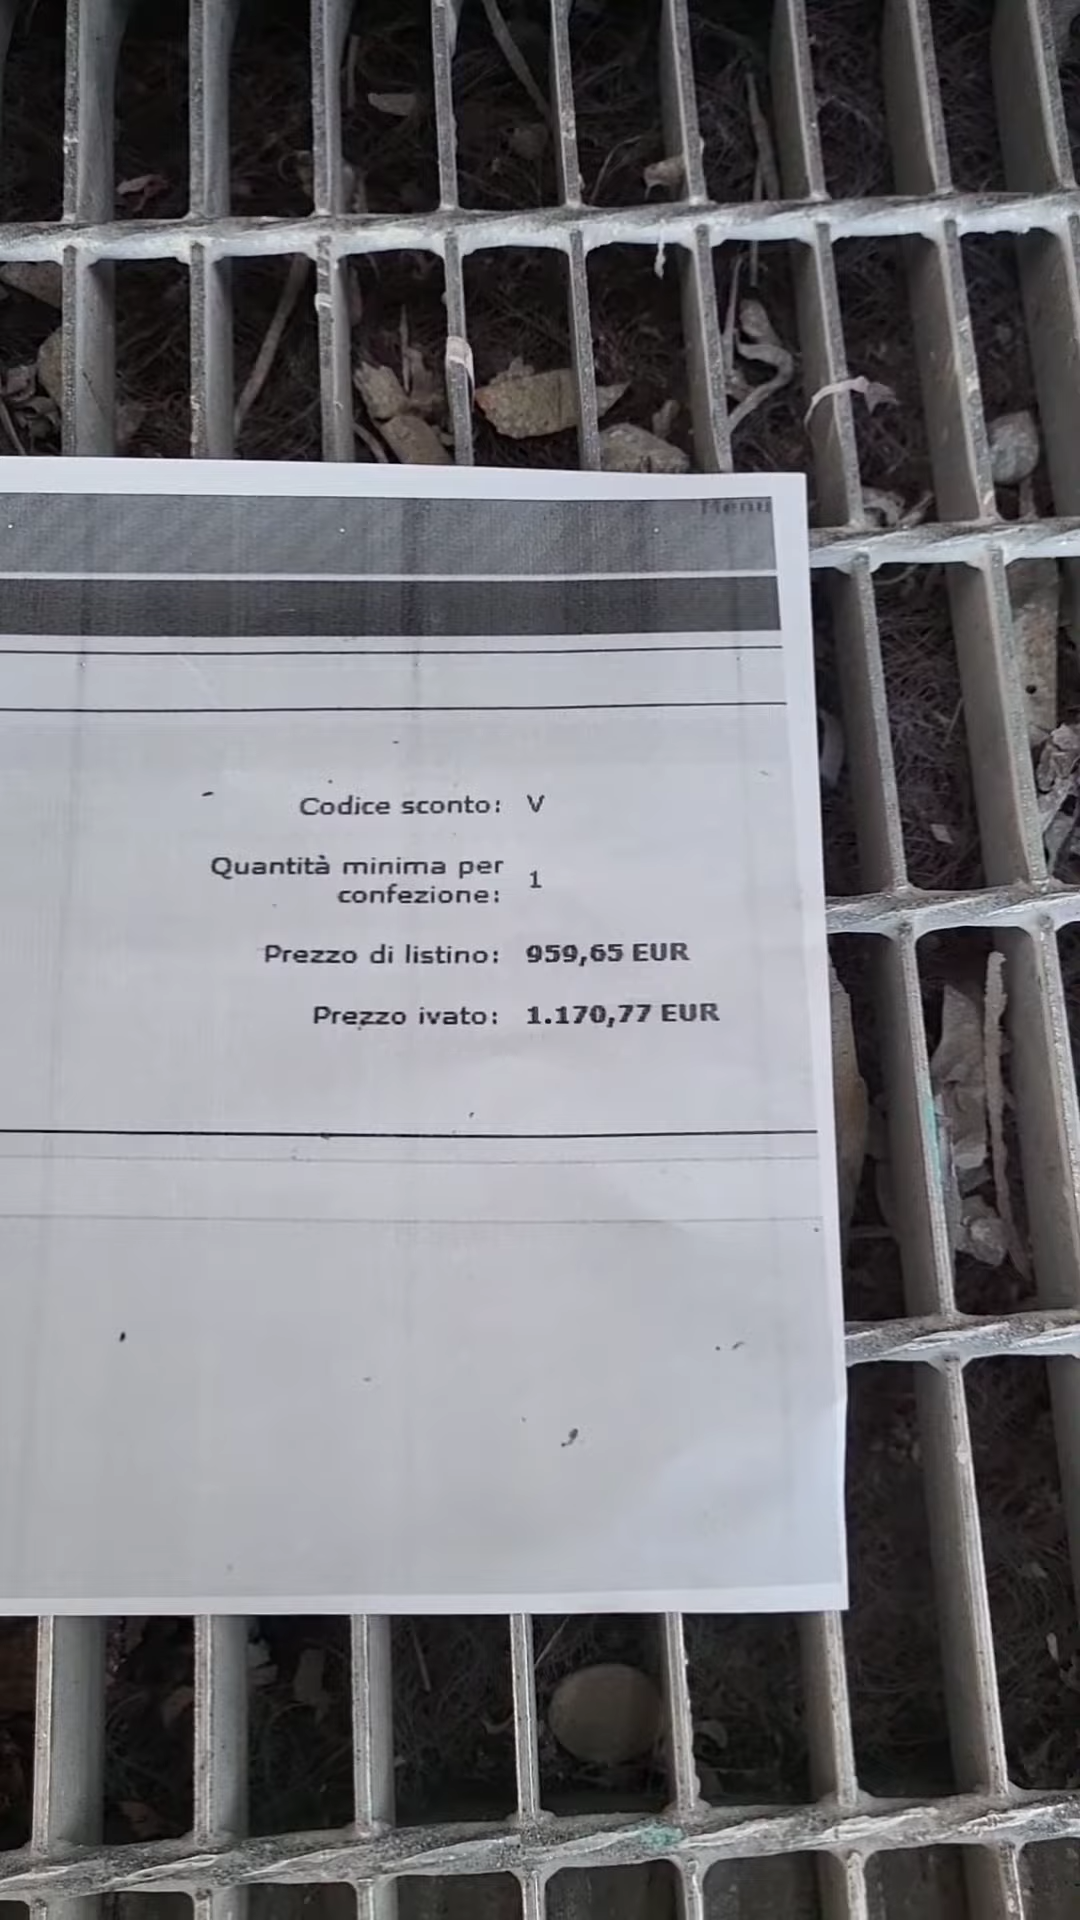 Menu
Codice sconto: V
Quantità minima per
confezione: 1
Prezzo di listino: 959,65 EUR
Prezzo ivato: 1.170,77 EUR